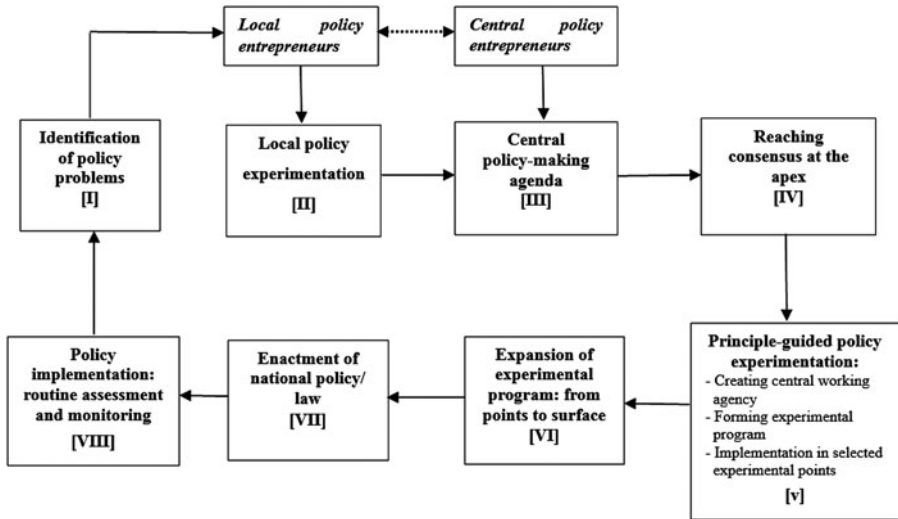 Local policy
entrepreneurs
Central policy
entrepreneurs
Identification
of policy
problems
[I]
Local policy
experimentation
[II]
Central
policy-making
agenda
[III]
Reaching
consensus at the
apex
[IV]
Policy
implementation:
routine assessment
and monitoring
[VIII]
Enactment of
national policy/
law
[VII]
Expansion of
experimental
program: from
points to surface
[VI]
Principle-guided policy
experimentation:
- Creating central working
agency
- Forming experimental
program
- Implementation in selected
experimental points
[v]